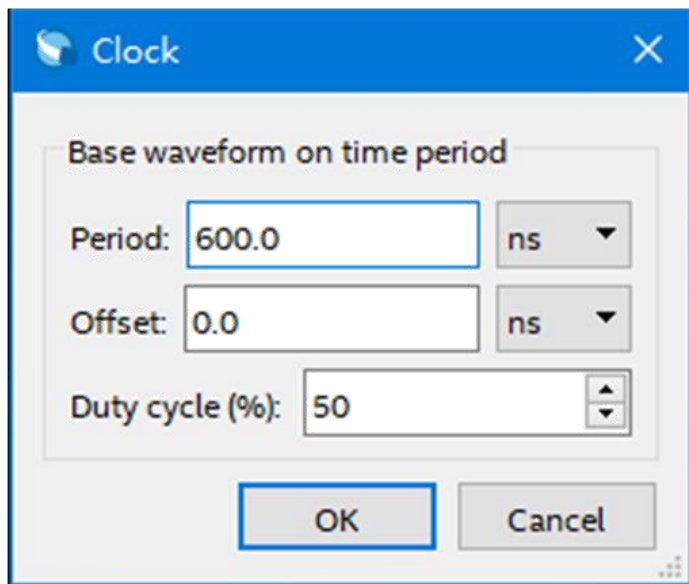 Clock
Base waveform on time period
Period: 600.0 ns
Offset: 0.0 ns
Duty cycle (%): 50
OK Cancel